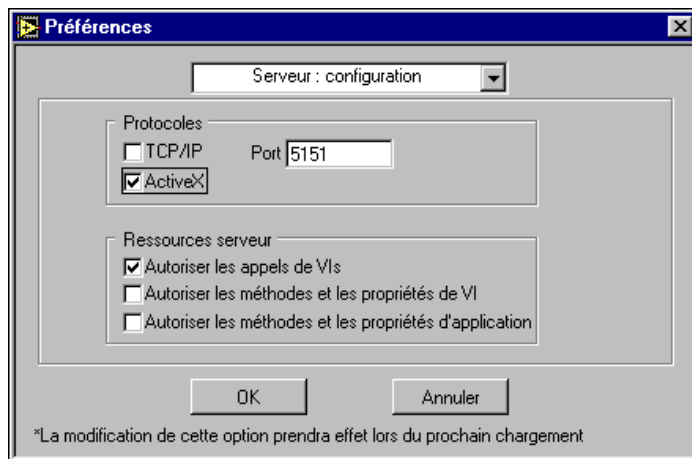 Préférences
Serveur : configuration
Protocoles
TCP/IP Port 5151
ActiveX
Ressources serveur
Autoriser les appels de VIs
Autoriser les méthodes et les propriétés de VI
Autoriser les méthodes et les propriétés d'application
OK Annuler
*La modification de cette option prendra effet lors du prochain chargement